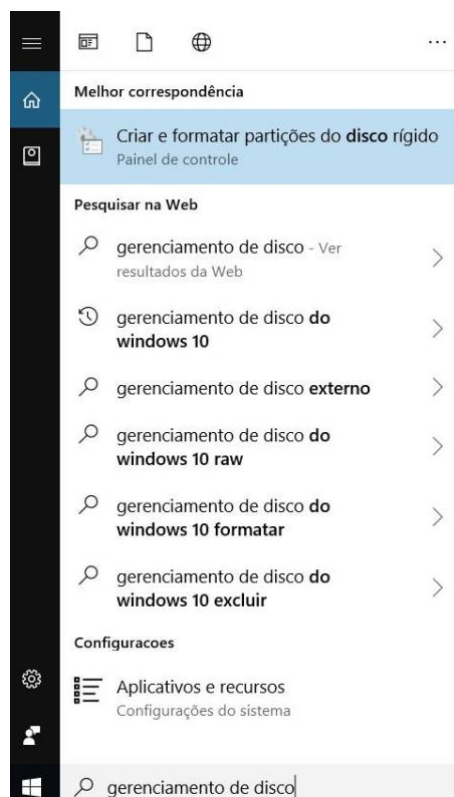 Melhor correspondência
Criar e formatar partições do disco rígido
Painel de controle
Pesquisar na Web
gerenciamento de disco - Ver
resultados da Web
gerenciamento de disco do
windows 10
gerenciamento de disco externo
gerenciamento de disco do
windows 10 raw
gerenciamento de disco do
windows 10 formatar
gerenciamento de disco do
windows 10 excluir
Configuracoes
Aplicativos e recursos
Configurações do sistema
gerenciamento de disco